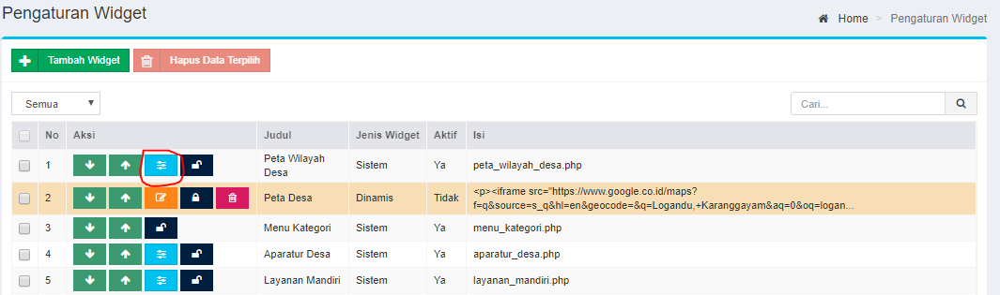 Pengaturan Widget
Home > Pengaturan Widget
Tambah Widget
Hapus Data Terpilih
Semua
Cari...
No Aksi Judul Jenis Widget Aktif Isi
1 Peta Wilayah Desa Sistem Ya peta_wilayah_desa.php
2 Peta Desa Dinamis Tidak <p><iframe src="https://www.google.co.id/maps?
f=q&source=s_q&hl=en&geocode=&q=Logandu,+Karanggayam&aq=0&oq=logan...
3 Menu Kategori Sistem Ya menu_kategori.php
4 Aparatur Desa Sistem Ya aparatur_desa.php
5 Layanan Mandiri Sistem Ya layanan_mandiri.php